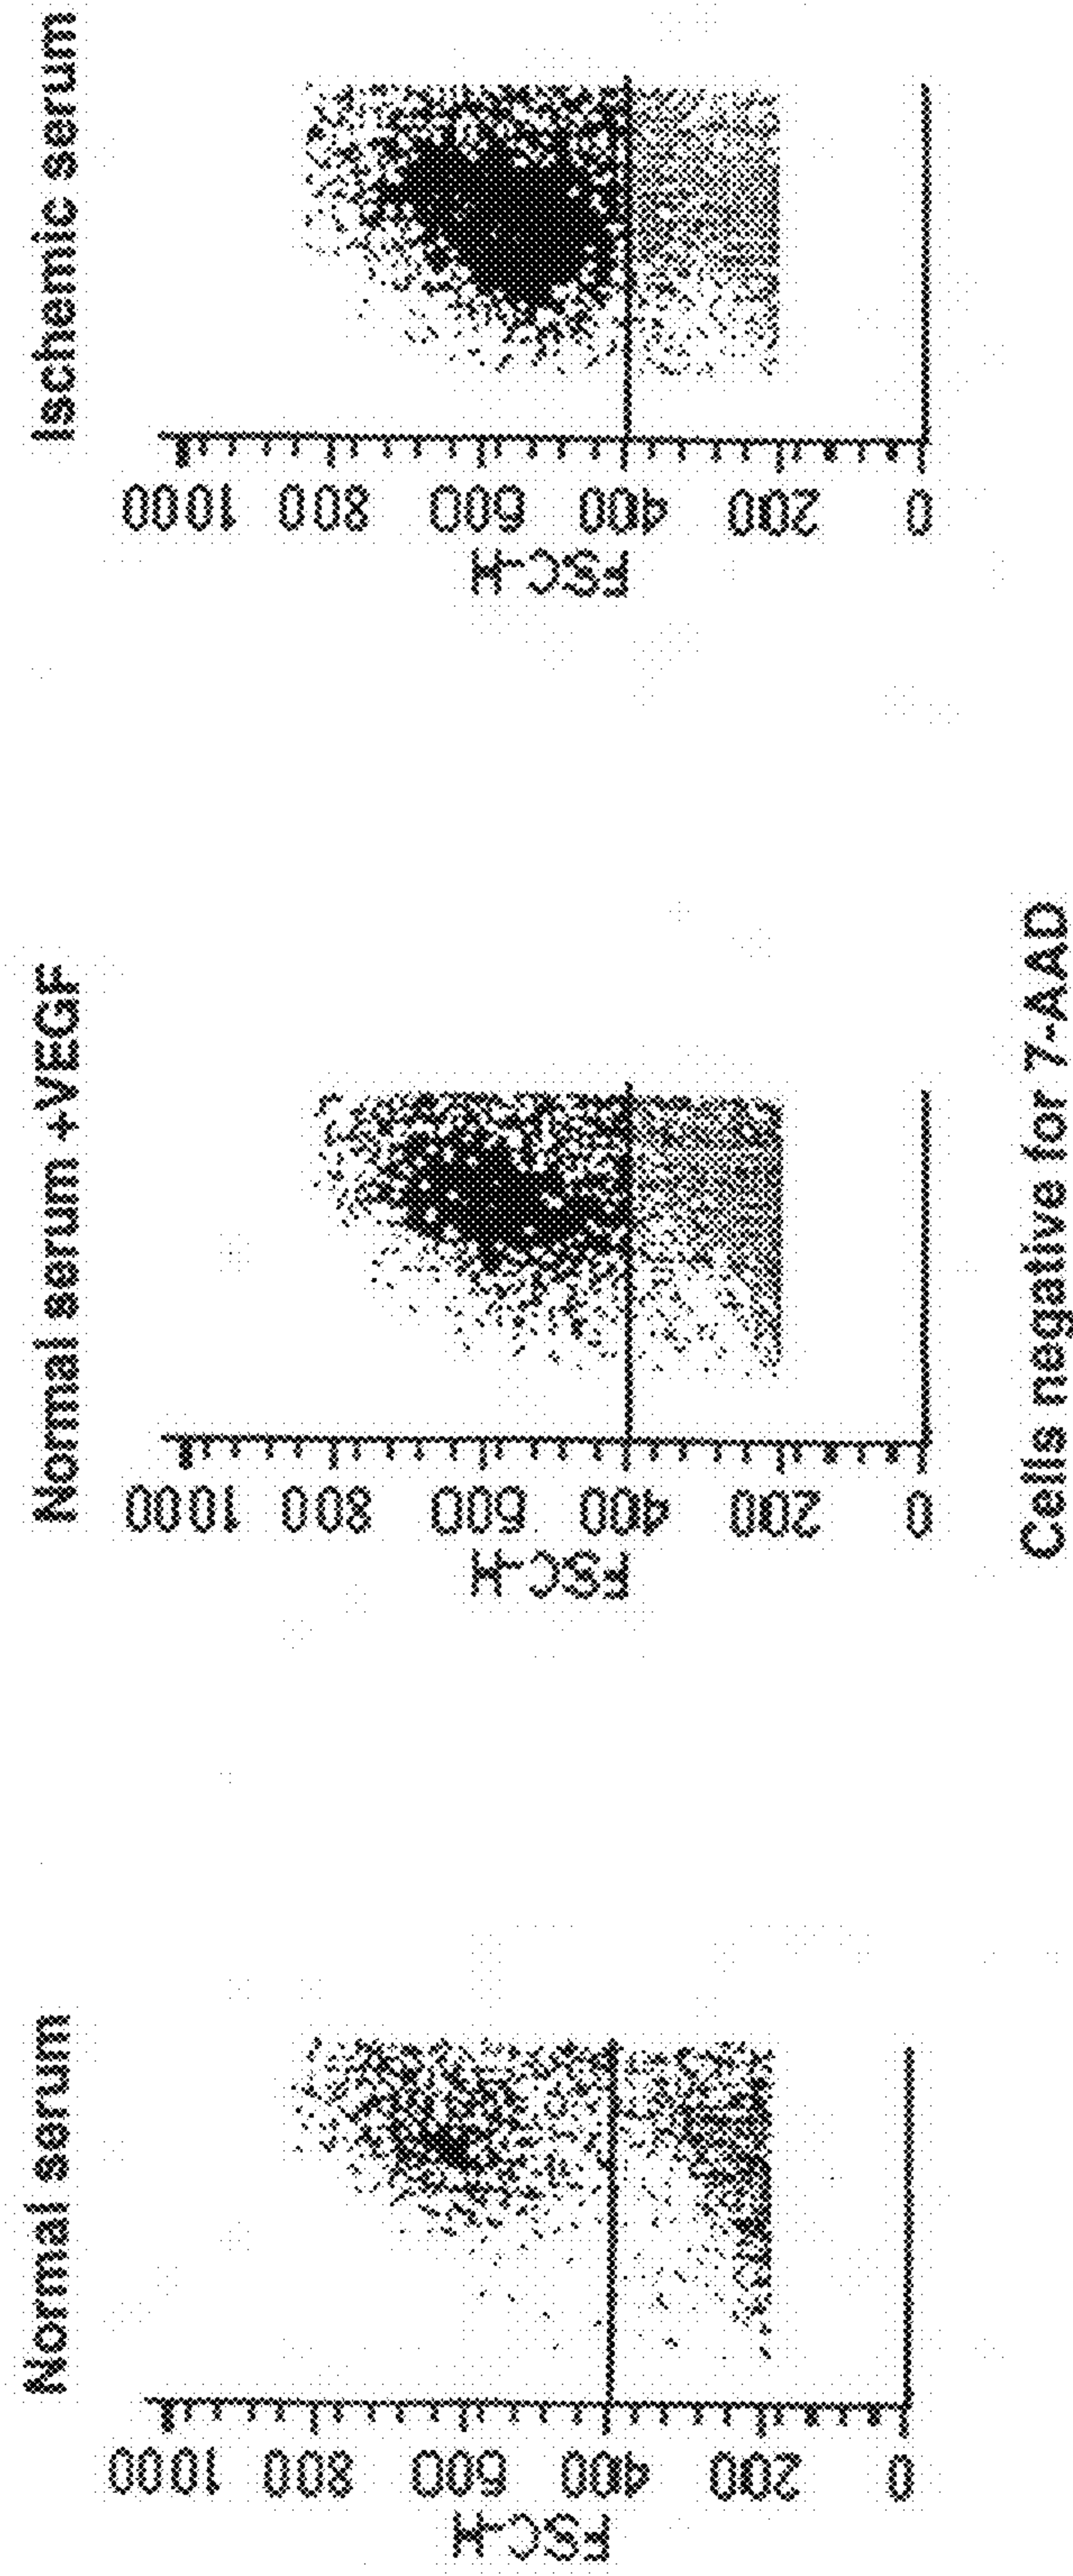 Normal serum
1000
800
600
400
200
0
FSC-H
Normal serum +VEGF
1000
800
600
400
200
0
FSC-H
Ischemic serum
1000
800
600
400
200
0
FSC-H
Cells negative for 7-AAD